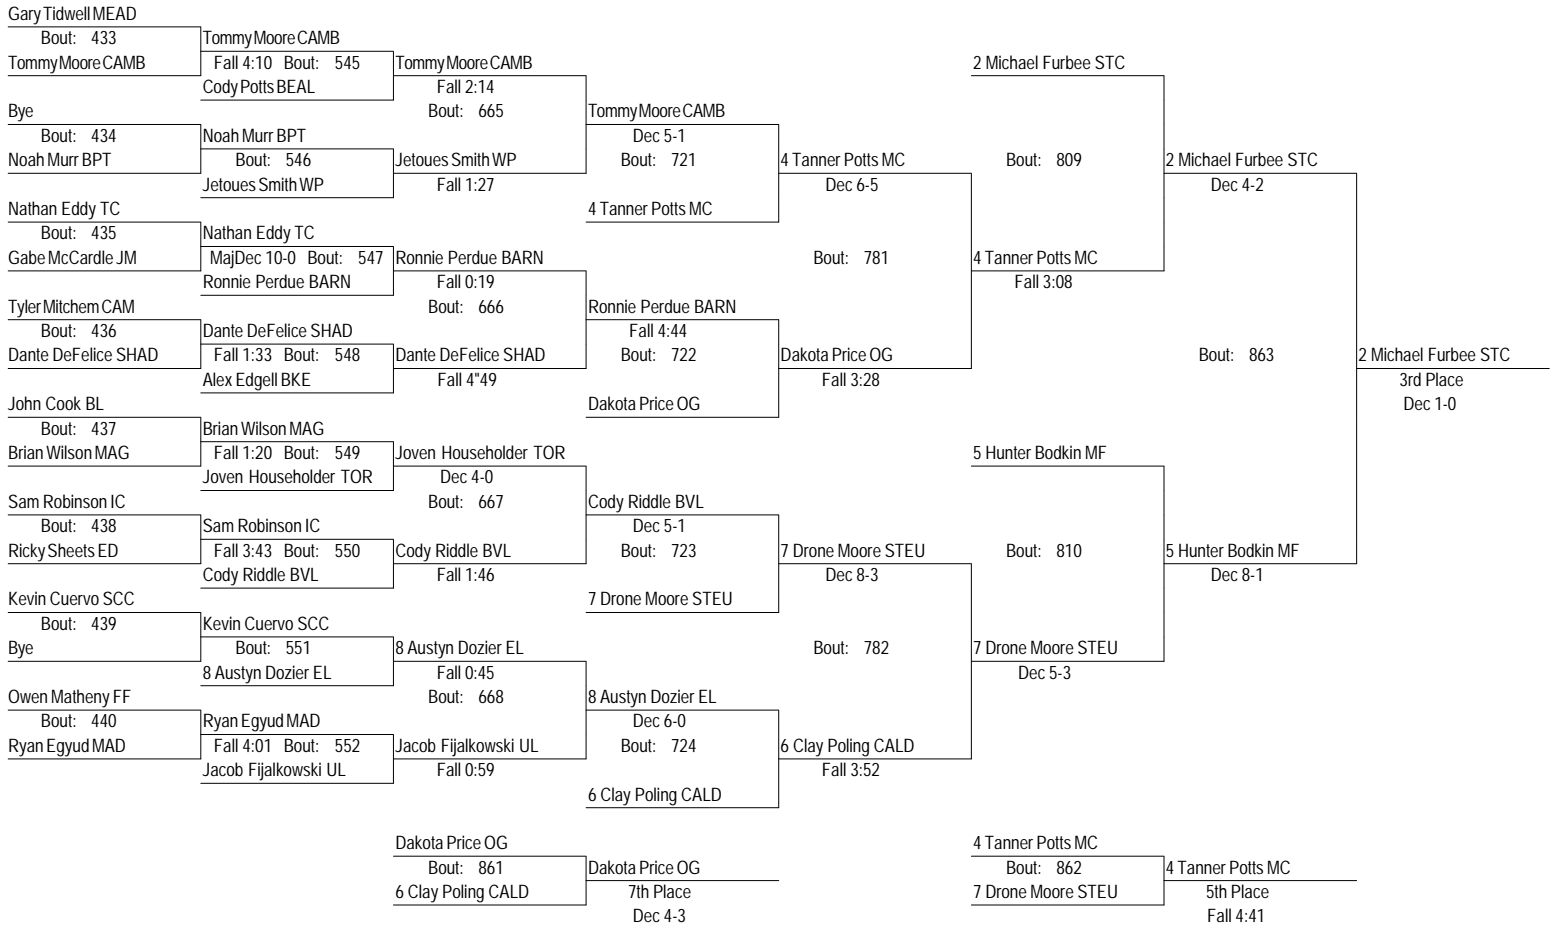 Gary Tidwell MEAD
Bout: 433
Tommy Moore CAMB
Bye
Bout: 434
Noah Murr BPT
Nathan Eddy TC
Bout: 435
Gabe McCardle JM
Tyler Mitchem CAM
Bout: 436
Dante DeFelice SHAD
John Cook BL
Bout: 437
Brian Wilson MAG
Sam Robinson IC
Bout: 438
Ricky Sheets ED
Kevin Cuervo SCC
Bout: 439
Bye
Owen Matheny FF
Bout: 440
Ryan Egyud MAD
Tommy Moore CAMB
Fall 4:10 Bout: 545
Cody Potts BEAL
Noah Murr BPT
Bout: 546
Jetoues Smith WP
Nathan Eddy TC
MajDec 10-0 Bout: 547
Ronnie Perdue BARN
Dante DeFelice SHAD
Fall 1:33 Bout: 548
Alex Edgell BKE
Brian Wilson MAG
Fall 1:20 Bout: 549
Joven Householder TOR
Sam Robinson IC
Fall 3:43 Bout: 550
Cody Riddle BVL
Kevin Cuervo SCC
Bout: 551
8 Austyn Dozier EL
Ryan Egyud MAD
Fall 4:01 Bout: 552
Jacob Fijalkowski UL
Tommy Moore CAMB
Fall 2:14
Bout: 665
Jetoues Smith WP
Fall 1:27
Ronnie Perdue BARN
Fall 0:19
Bout: 666
Dante DeFelice SHAD
Fall 4"49
Joven Householder TOR
Dec 4-0
Bout: 667
Cody Riddle BVL
Fall 1:46
8 Austyn Dozier EL
Fall 0:45
Bout: 668
Jacob Fijalkowski UL
Fall 0:59
Tommy Moore CAMB
Dec 5-1
Bout: 721
4 Tanner Potts MC
Ronnie Perdue BARN
Fall 4:44
Bout: 722
Dakota Price OG
Cody Riddle BVL
Dec 5-1
Bout: 723
7 Drone Moore STEU
8 Austyn Dozier EL
Dec 6-0
Bout: 724
6 Clay Poling CALD
4 Tanner Potts MC
Dec 6-5
Bout: 781
Dakota Price OG
Fall 3:28
7 Drone Moore STEU
Dec 8-3
Bout: 782
6 Clay Poling CALD
Fall 3:52
2 Michael Furbee STC
Bout: 809
4 Tanner Potts MC
Fall 3:08
5 Hunter Bodkin MF
Bout: 810
7 Drone Moore STEU
Dec 5-3
2 Michael Furbee STC
Dec 4-2
Bout: 863
5 Hunter Bodkin MF
Dec 8-1
2 Michael Furbee STC
3rd Place
Dec 1-0
Dakota Price OG
Bout: 861
6 Clay Poling CALD
Dakota Price OG
7th Place
Dec 4-3
4 Tanner Potts MC
Bout: 862
7 Drone Moore STEU
4 Tanner Potts MC
5th Place
Fall 4:41